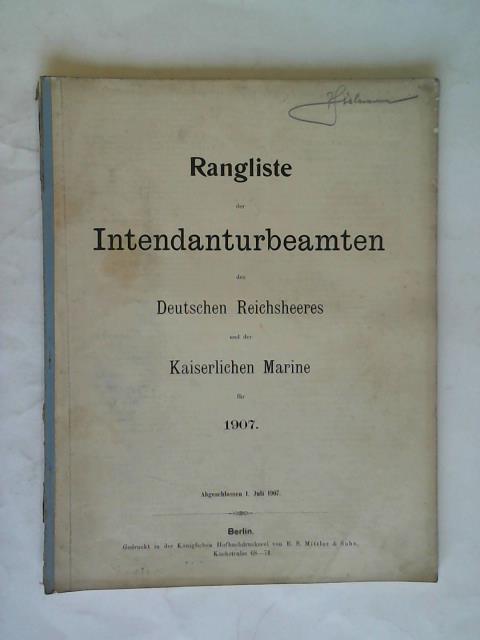 Rangliste
der
Intendanturbeamten
des
Deutschen Reichsheeres
und der
Kaiserlichen Marine
für
1907.
Abgeschlossen 1. Juli 1907.
Berlin.
Gedruckt in der Königlichen Hofbuchdruckerei von E. S. Mittler & Sohn,
Kochstraße 68—71.